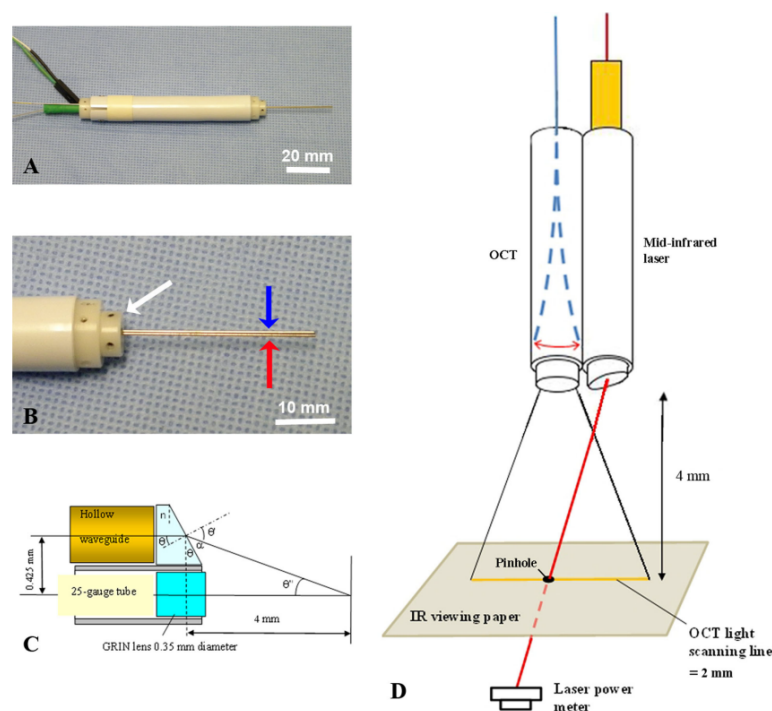 A
20 mm
B
10 mm
Hollow
waveguide
n
θ'
θ
θ
α
θ"
0.425 mm
25-gauge tube
4 mm
C
GRIN lens 0.35 mm diameter
OCT
Mid-infrared
laser
4 mm
Pinhole
IR viewing paper
OCT light
scanning line
= 2 mm
D
Laser power
meter